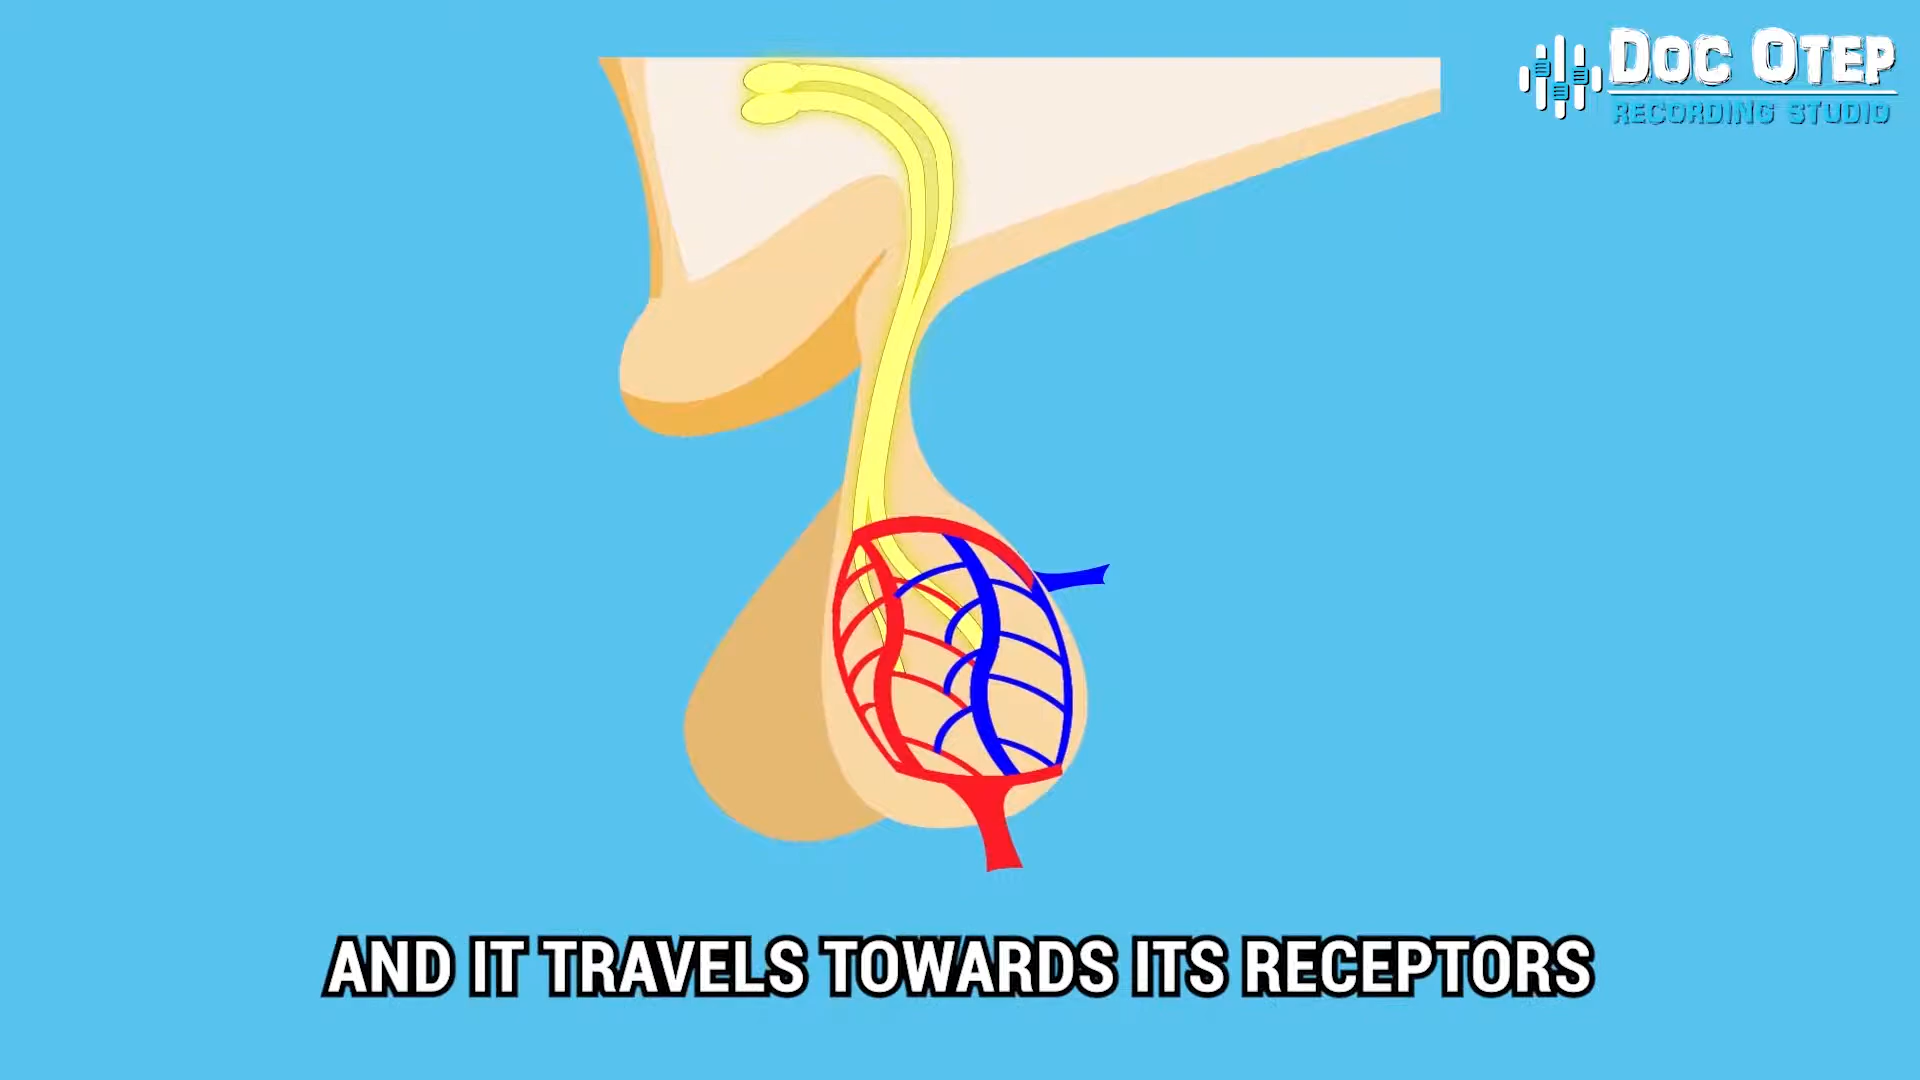 DOC OTEP
RECORDING STUDIO
AND IT TRAVELS TOWARDS ITS RECEPTORS